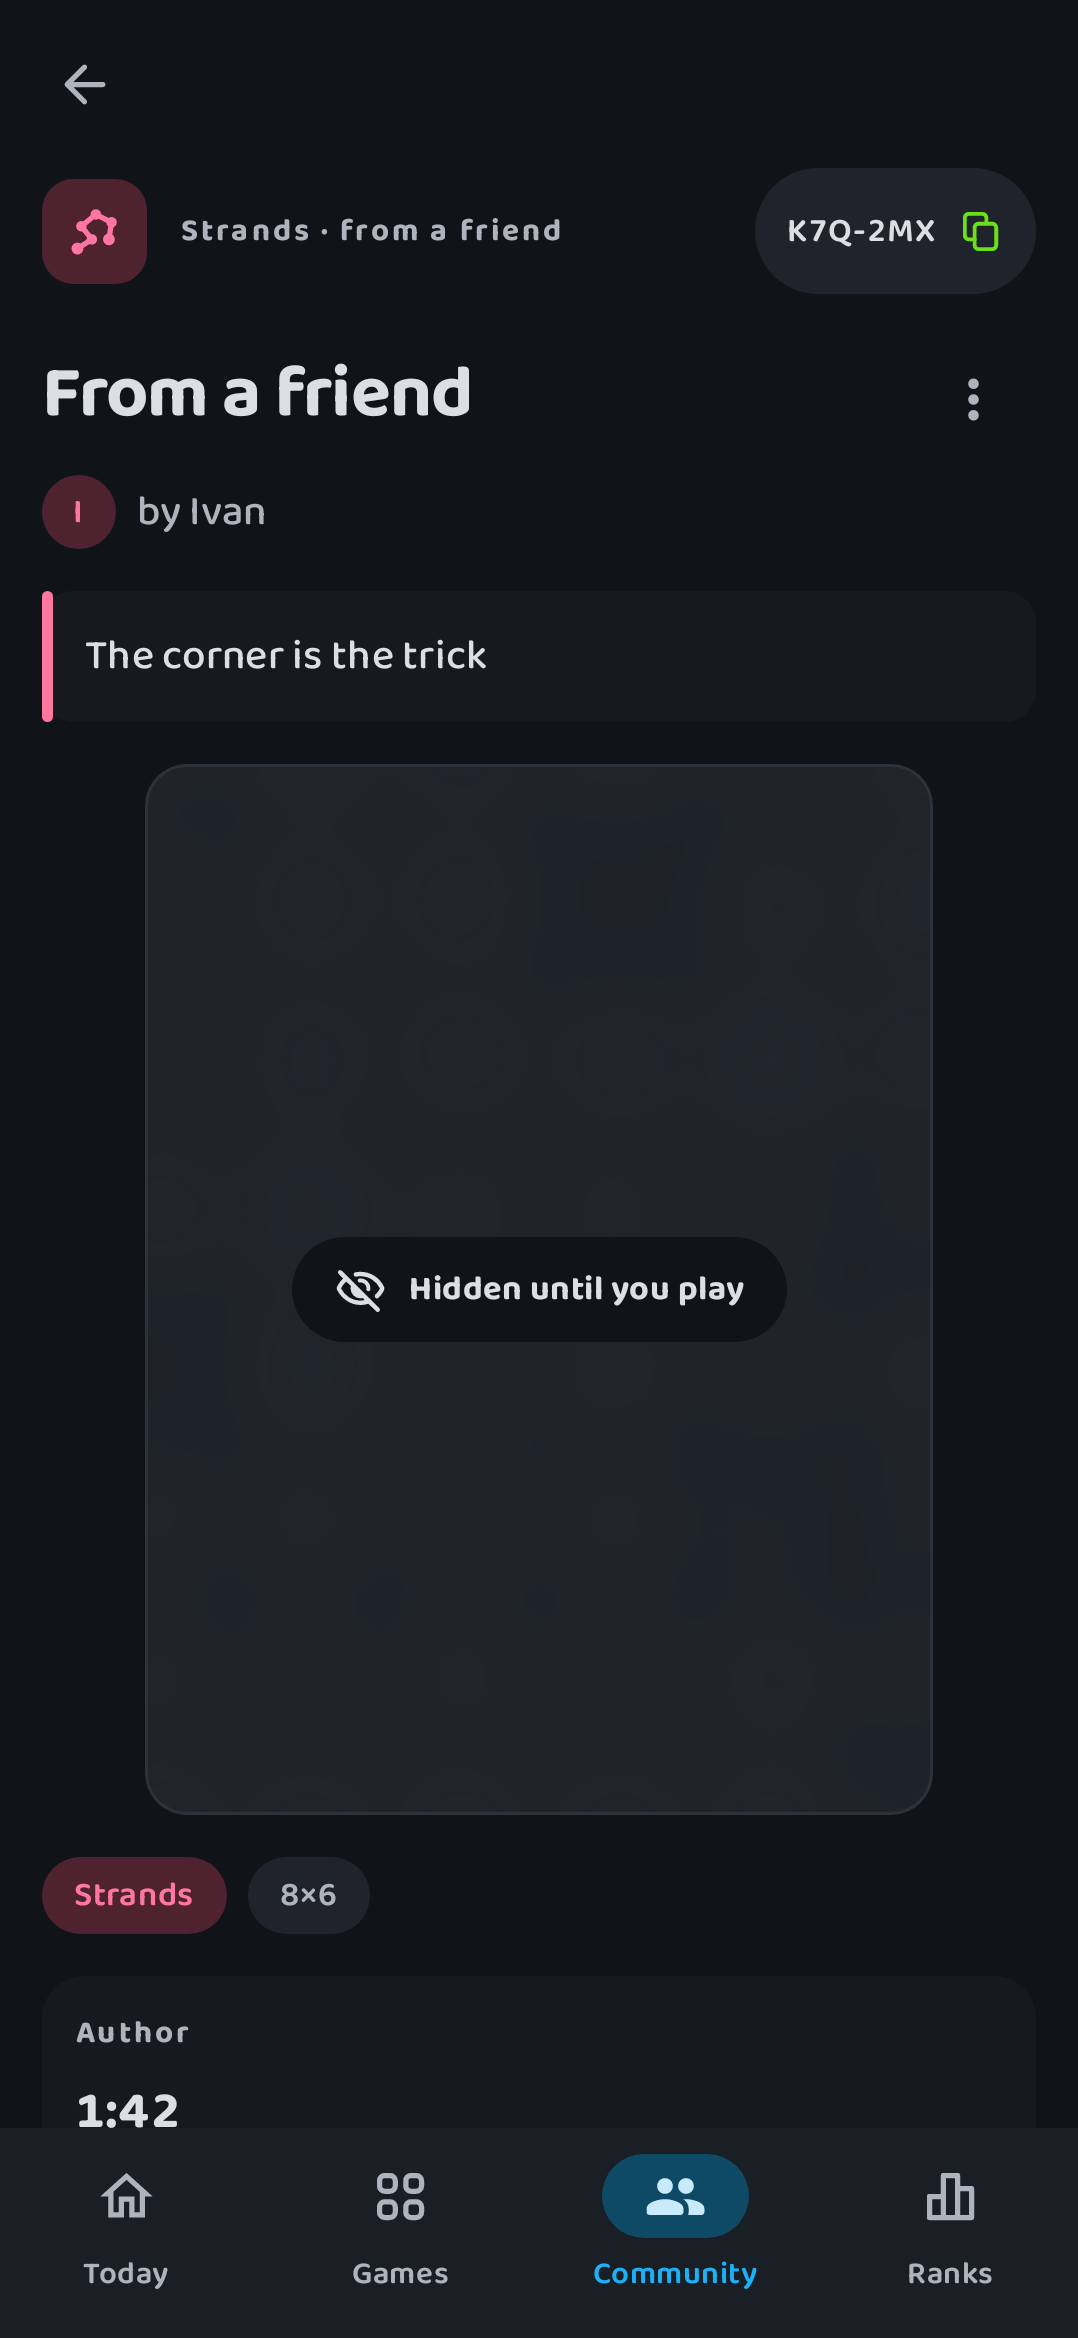 Strands · from a friend
K7Q-2MX
From a friend
I
by Ivan
The corner is the trick
Hidden until you play
Strands
8×6
Author
1:42
Today
Games
Community
Ranks